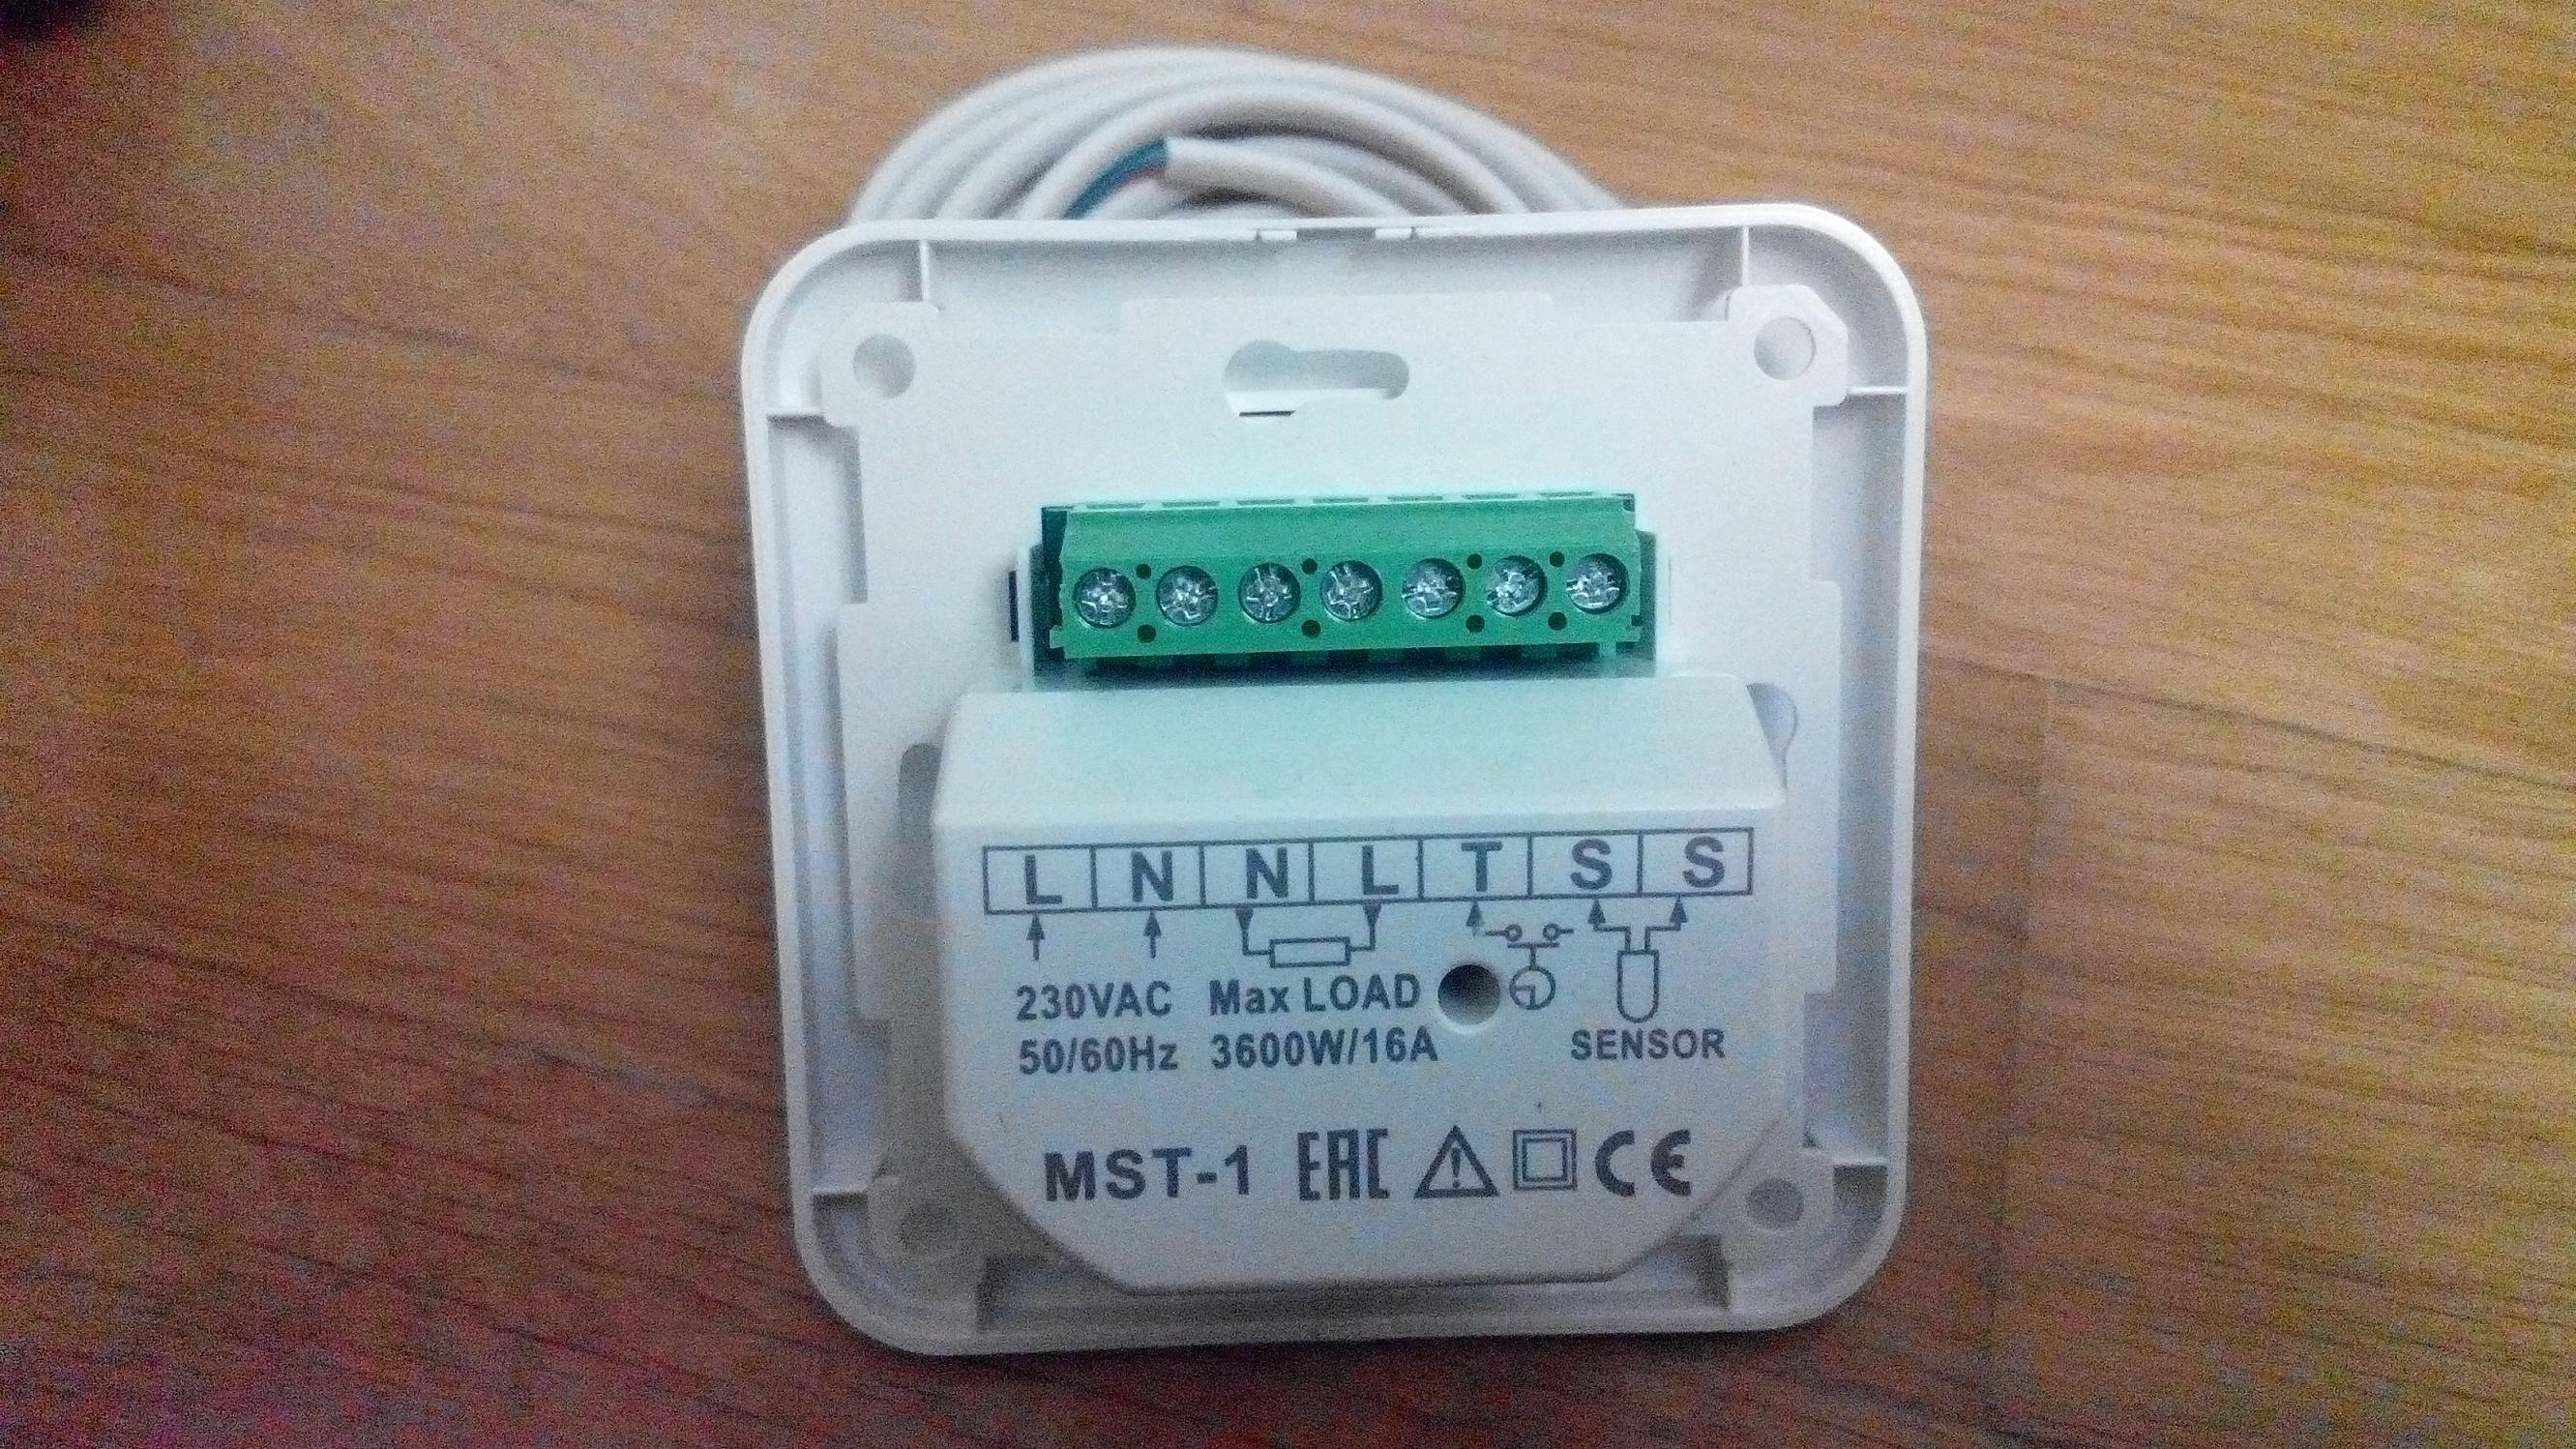 L N N L T S S
230VAC Max LOAD
50/60Hz 3600W/16A SENSOR
MST-1 EAC CE